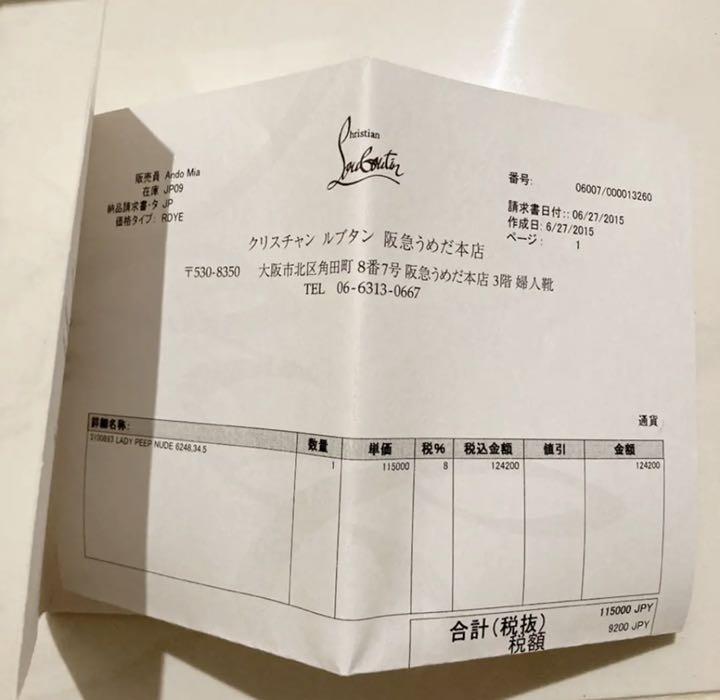 Christian
Louboutin
販売員 Ando Mia
在庫 JP09
納品請求書・タ JP
価格タイプ: RDYE
番号: 06007/000013260
請求書日付:: 06/27/2015
作成日: 6/27/2015
ページ: 1
クリスチャン ルブタン 阪急うめだ本店
〒530-8350 大阪市北区角田町 8番7号 阪急うめだ本店 3階 婦人靴
TEL 06-6313-0667
通貨
詳細名称: 数量 単価 税% 税込金額 値引 金額
LADY PEEP NUDE 6248,34.5 1 115000 8 124200 124200
合計(税抜) 115000 JPY
税額 9200 JPY